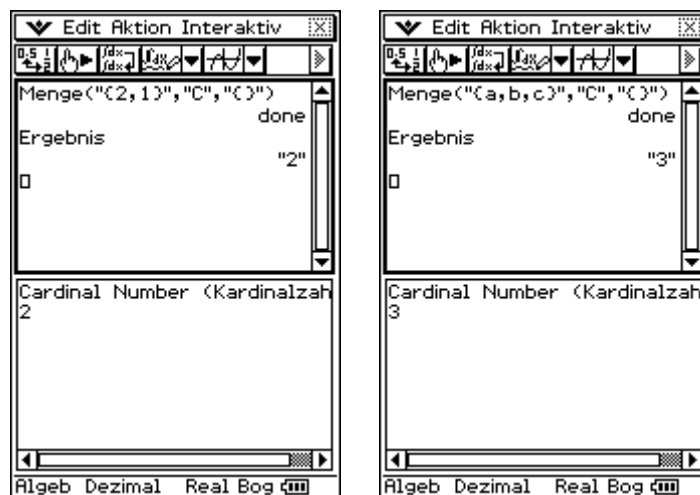 Edit Aktion Interaktiv
Menge("{2,1}","C","{}")
done
Ergebnis
"2"
Cardinal Number (Kardinalzah
2
Algeb Dezimal Real Bog
Edit Aktion Interaktiv
Menge("{a,b,c}","C","{}")
done
Ergebnis
"3"
Cardinal Number (Kardinalzah
3
Algeb Dezimal Real Bog